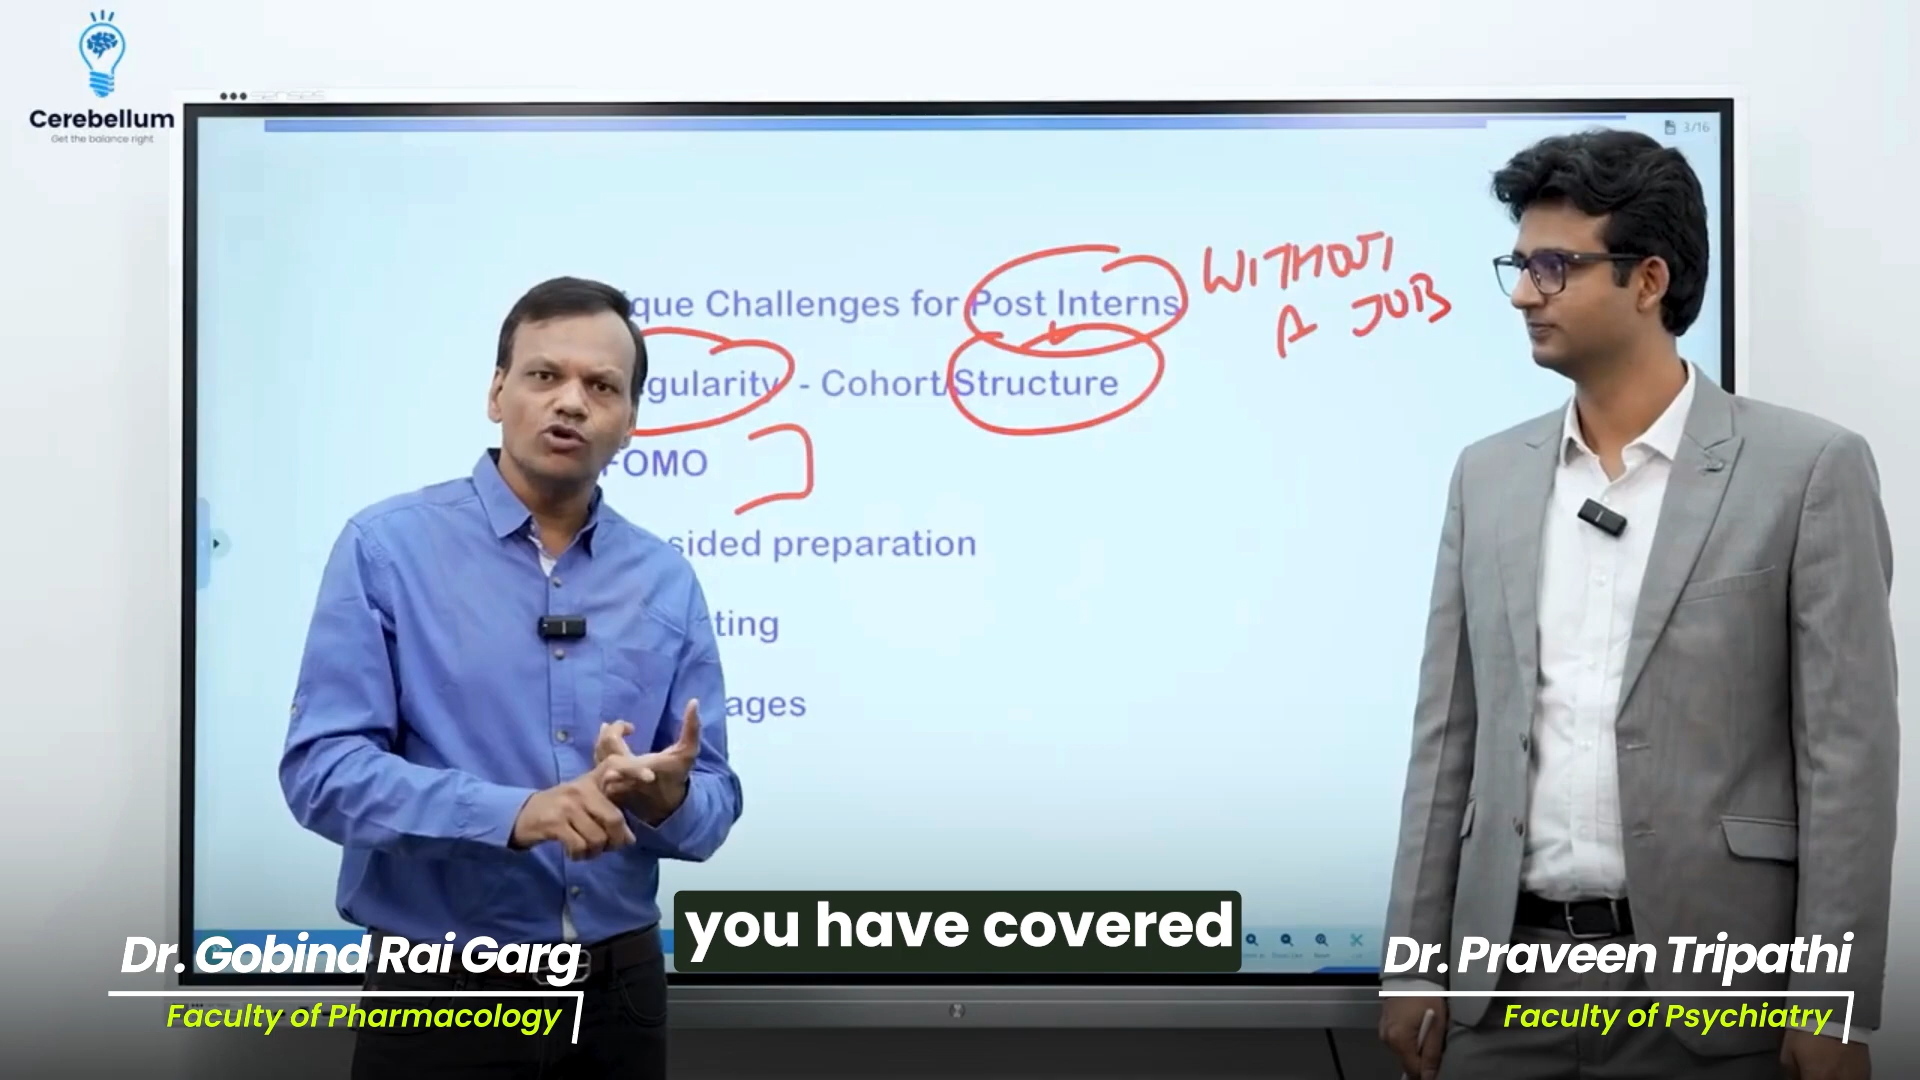 Cerebellum
Get the balance right
3/16
ique Challenges for Post Interns
WITHOUT
A JOB
gularity - Cohort/Structure
FOMO
sided preparation
ting
ages
you have covered
Dr. Gobind Rai Garg
Faculty of Pharmacology
Dr. Praveen Tripathi
Faculty of Psychiatry